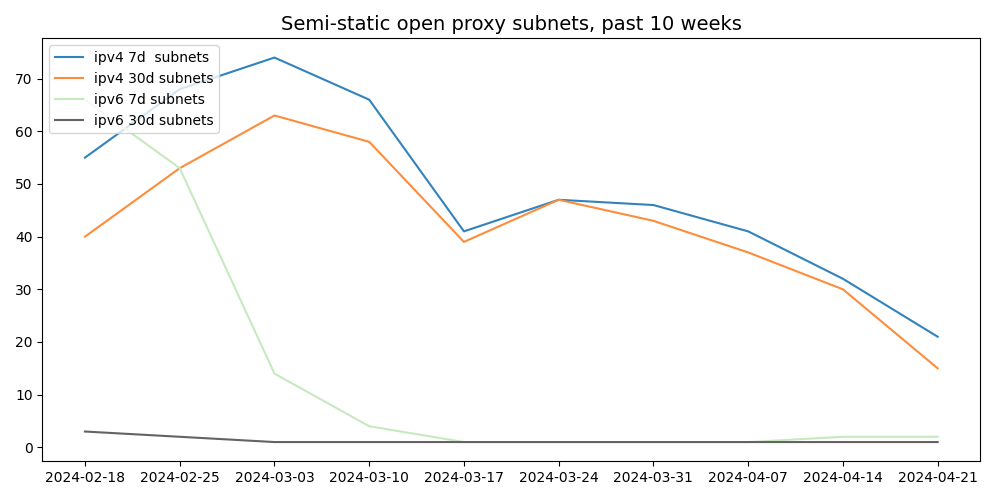 Semi-static open proxy subnets, past 10 weeks
ipv4 7d  subnets
ipv4 30d subnets
ipv6 7d subnets
ipv6 30d subnets
70
60
50
40
30
20
10
0
2024-02-18 2024-02-25 2024-03-03 2024-03-10 2024-03-17 2024-03-24 2024-03-31 2024-04-07 2024-04-14 2024-04-21